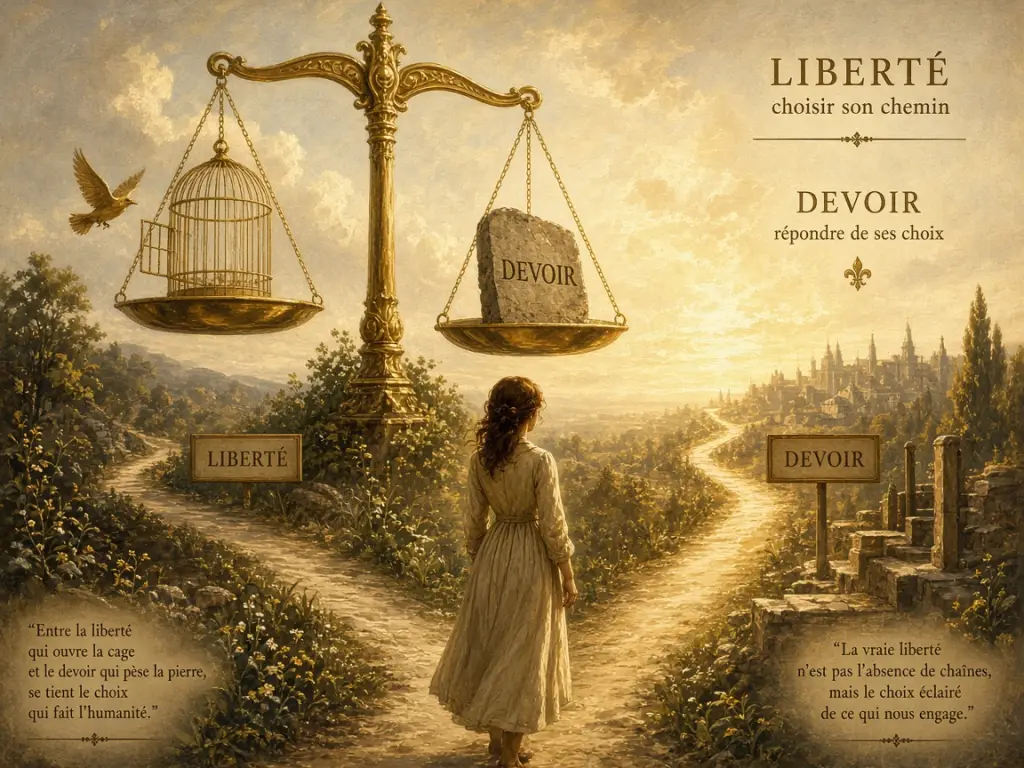 LIBERTÉ
choisir son chemin
DEVOIR
répondre de ses choix
DEVOIR
LIBERTÉ
DEVOIR
“Entre la liberté
qui ouvre la cage
et le devoir qui pèse la pierre,
se tient le choix
qui fait l’humanité.”
“La vraie liberté
n’est pas l’absence de chaînes,
mais le choix éclairé
de ce qui nous engage.”